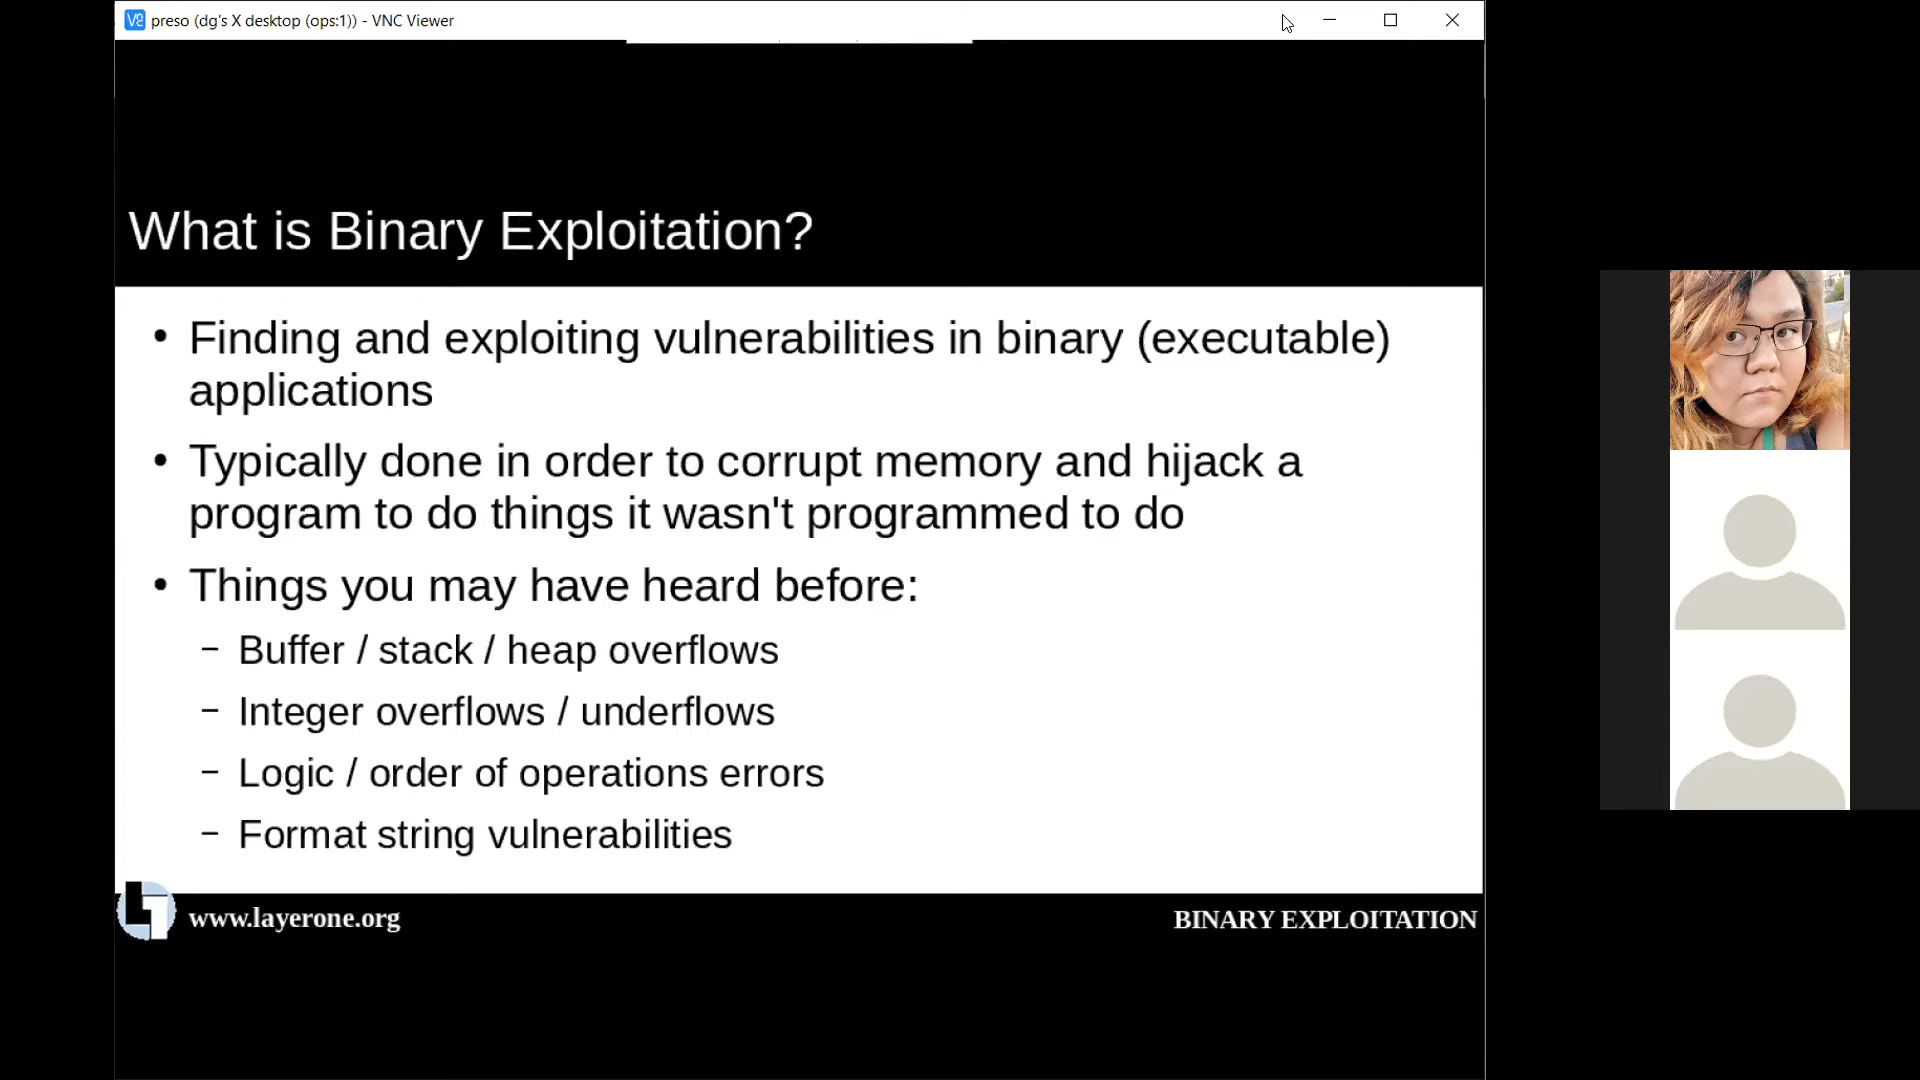 preso (dg's X desktop (ops:1)) - VNC Viewer
What is Binary Exploitation?
• Finding and exploiting vulnerabilities in binary (executable)
applications
• Typically done in order to corrupt memory and hijack a
program to do things it wasn't programmed to do
• Things you may have heard before:
– Buffer / stack / heap overflows
– Integer overflows / underflows
– Logic / order of operations errors
– Format string vulnerabilities
www.layerone.org
BINARY EXPLOITATION